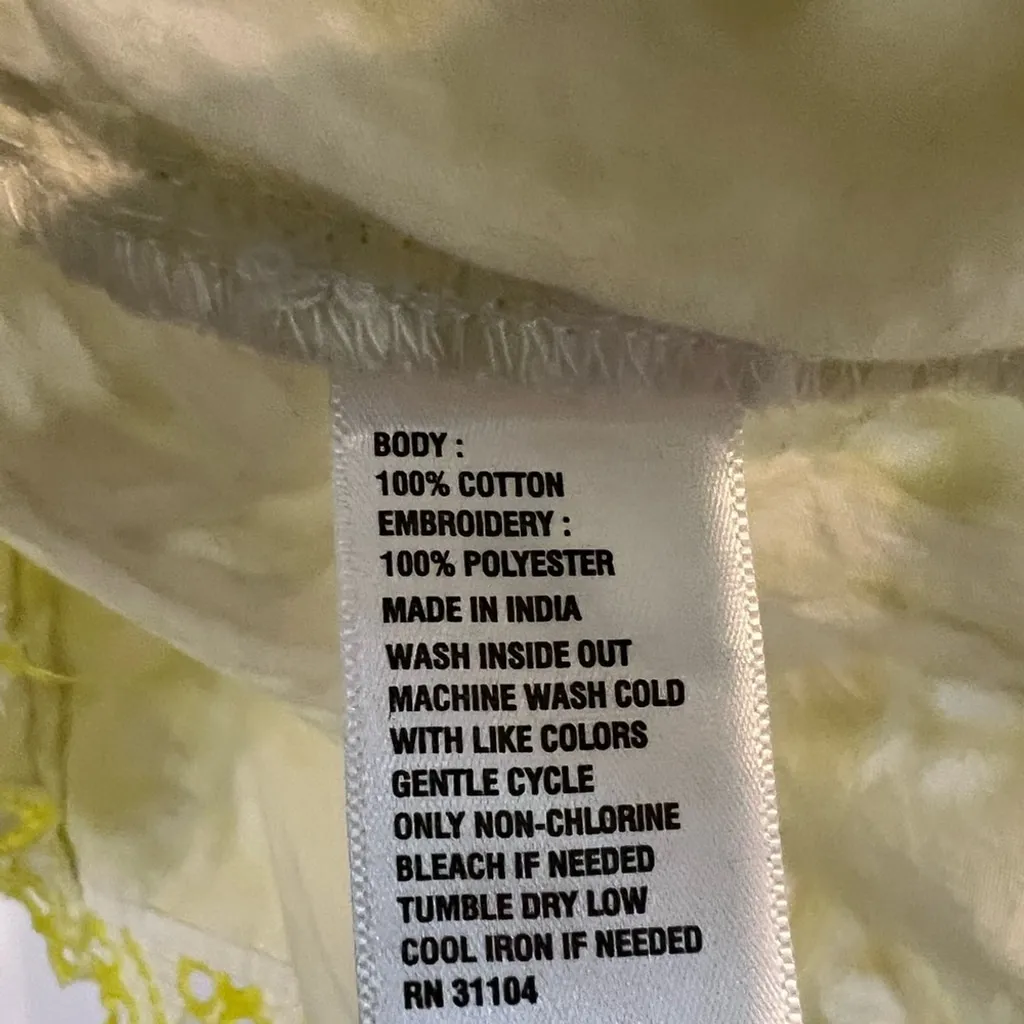 BODY :
100% COTTON
EMBROIDERY :
100% POLYESTER
MADE IN INDIA
WASH INSIDE OUT
MACHINE WASH COLD
WITH LIKE COLORS
GENTLE CYCLE
ONLY NON-CHLORINE
BLEACH IF NEEDED
TUMBLE DRY LOW
COOL IRON IF NEEDED
RN 31104